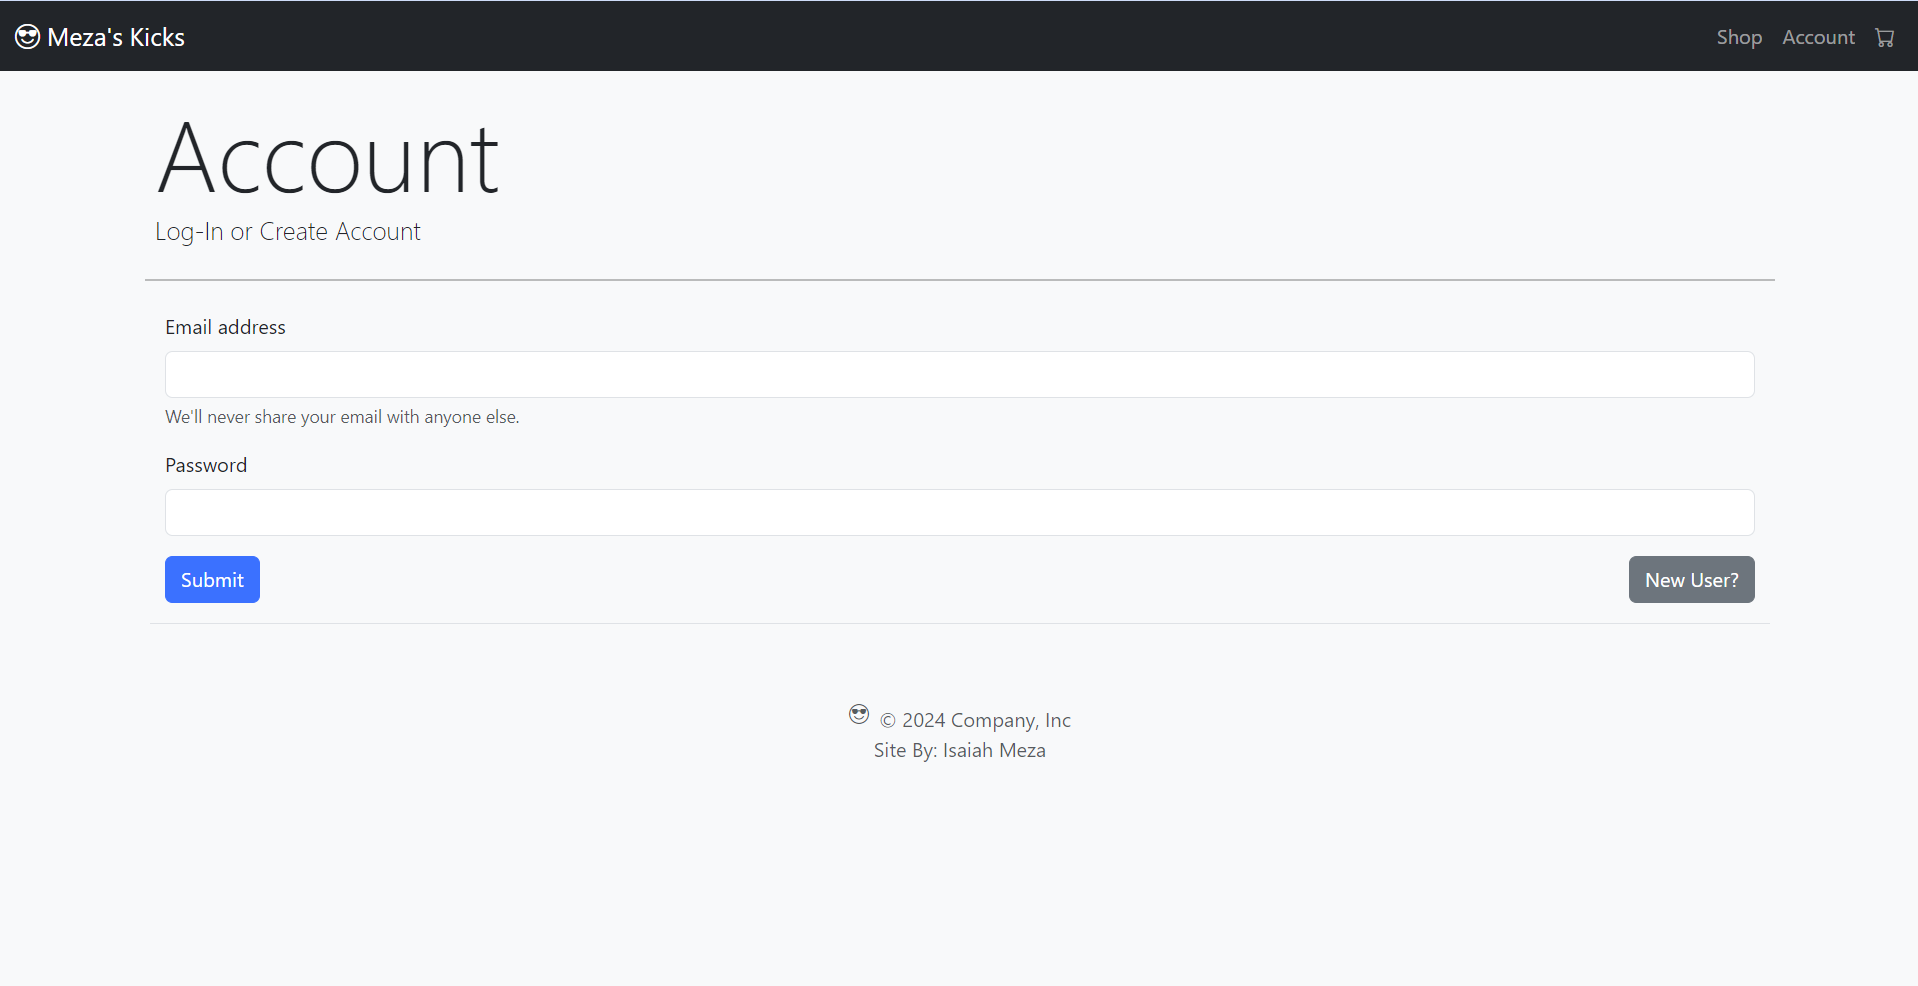 Meza's Kicks
Shop Account
Account
Log-In or Create Account
Email address
We'll never share your email with anyone else.
Password
Submit
New User?
© 2024 Company, Inc
Site By: Isaiah Meza